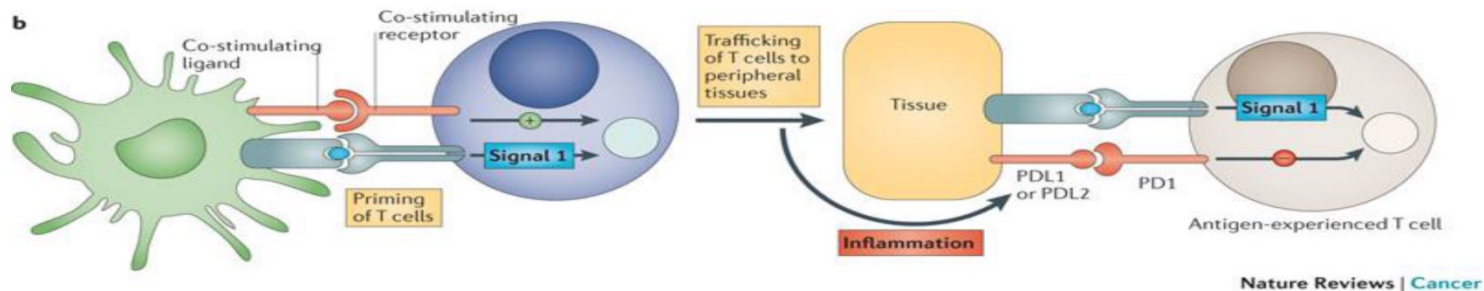 b
Co-stimulating
ligand
Co-stimulating
receptor
+
Signal 1
Priming
of T cells
Trafficking
of T cells to
peripheral
tissues
Inflammation
Tissue
PDL1
or PDL2
PD1
Signal 1
−
Antigen-experienced T cell
Nature Reviews | Cancer